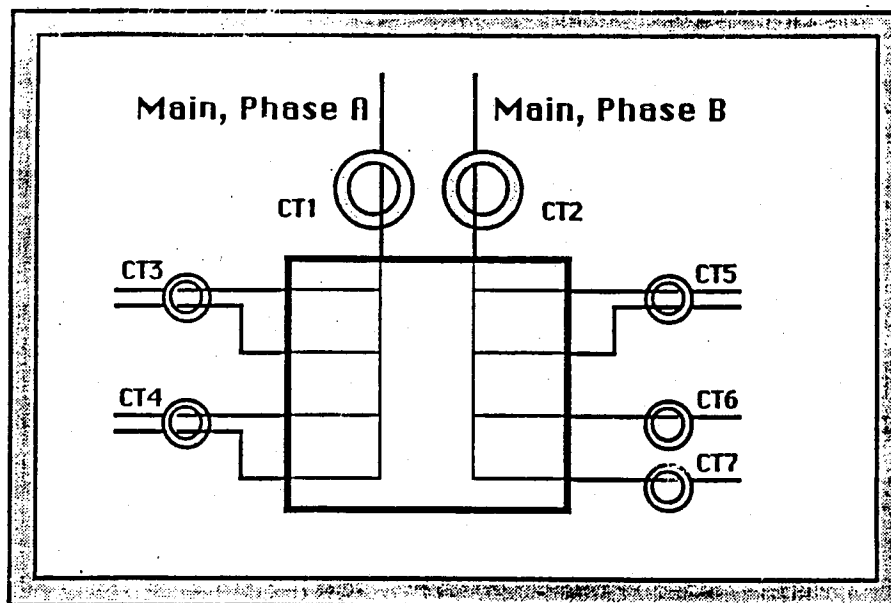 Main, Phase A
Main, Phase B
CT1
CT2
CT3
CT5
CT4
CT6
CT7